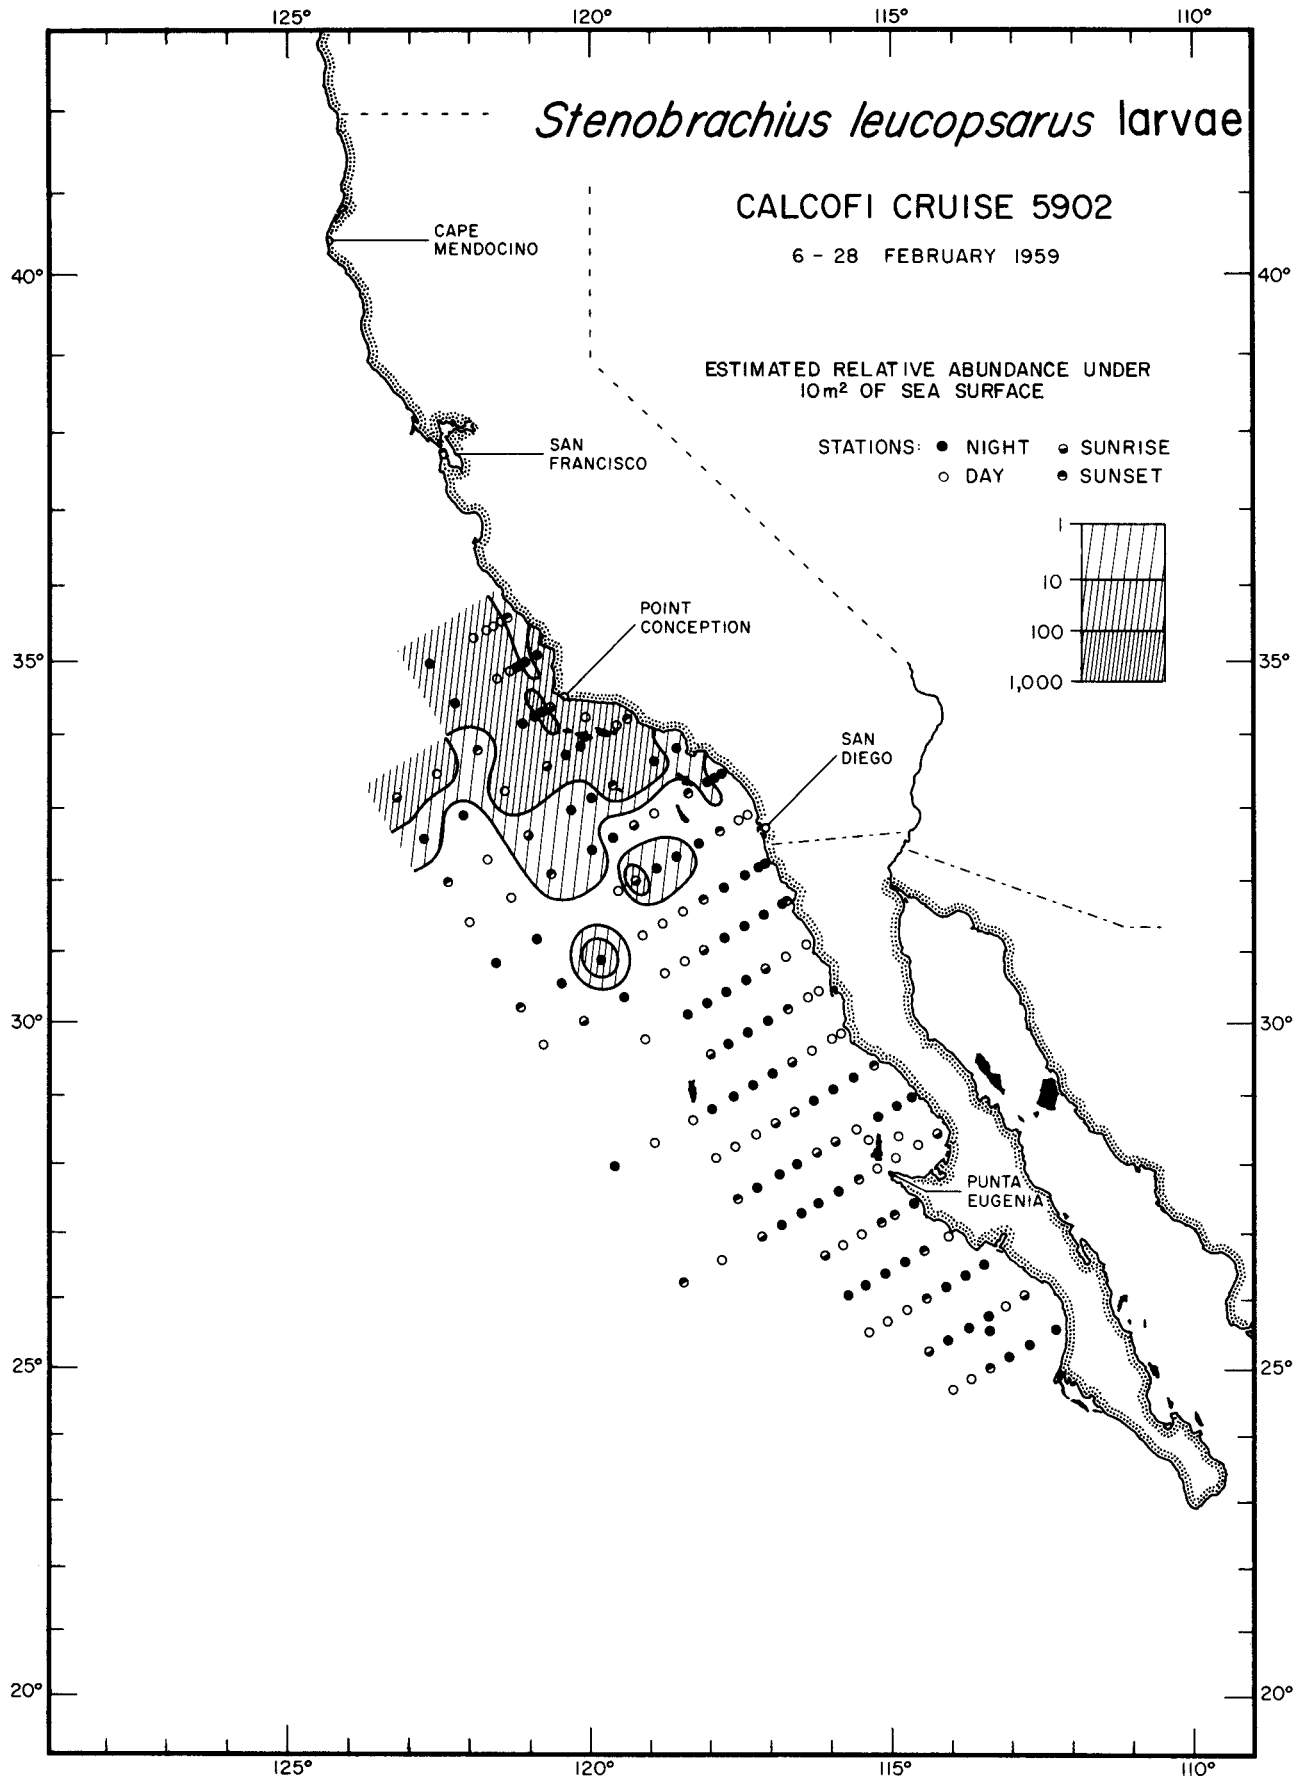 125° 120° 115° 110°
Stenobrachius leucopsarus larvae
CALCOFI CRUISE 5902
6 - 28 FEBRUARY 1959
CAPE
MENDOCINO
40° 40°
ESTIMATED RELATIVE ABUNDANCE UNDER
10m² OF SEA SURFACE
STATIONS: NIGHT SUNRISE
DAY SUNSET
SAN
FRANCISCO
1
10
100
1,000
POINT
CONCEPTION
35° 35°
SAN
DIEGO
30° 30°
PUNTA
EUGENIA
25° 25°
20° 20°
125° 120° 115° 110°